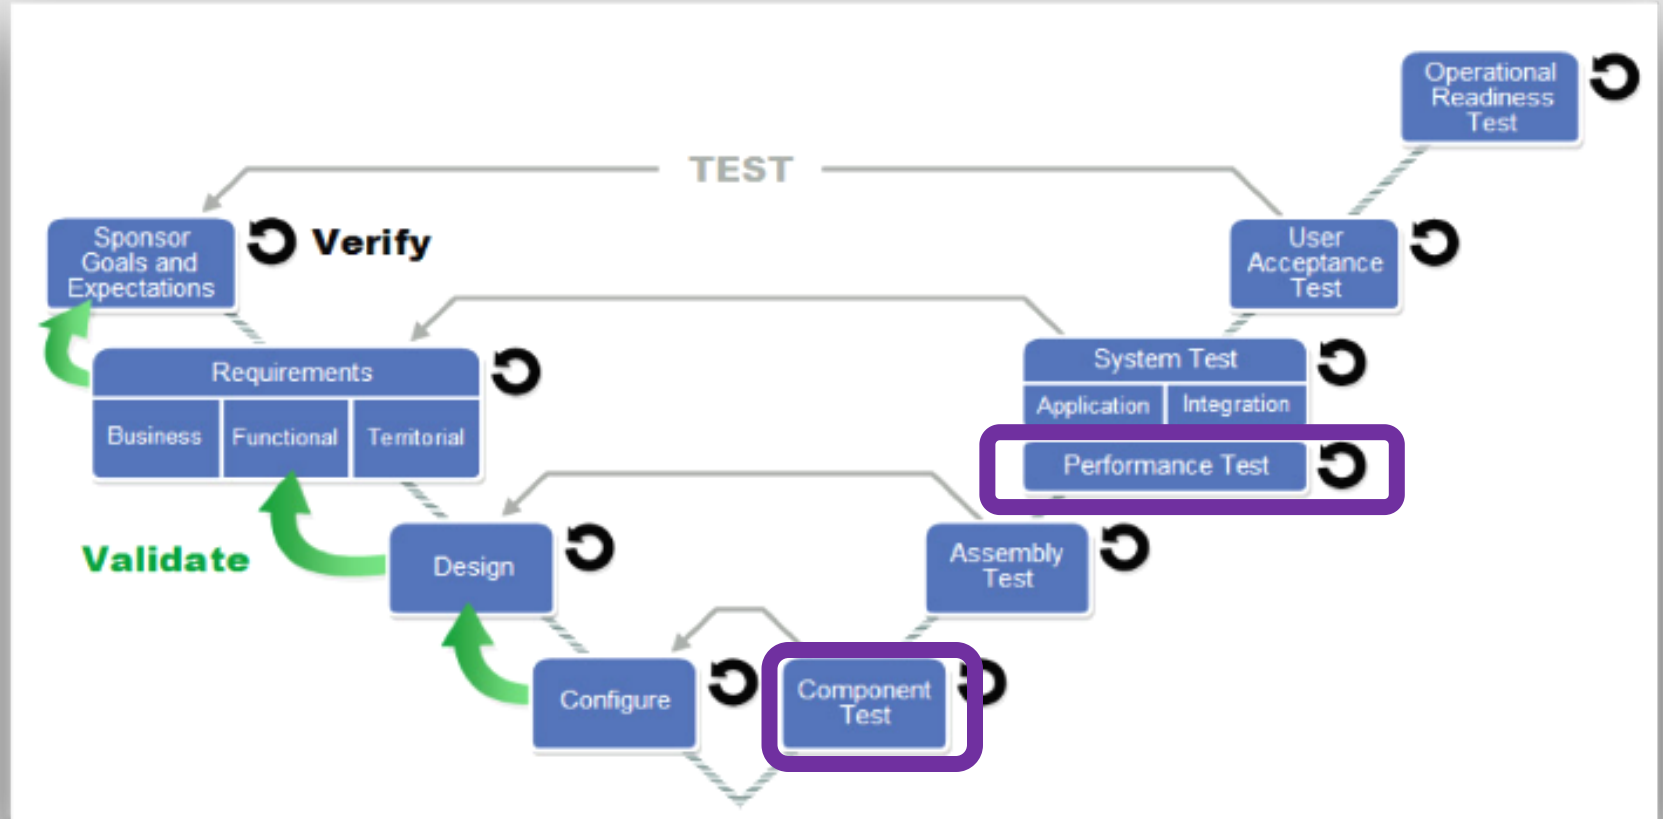 Operational
Readiness
Test
TEST
Sponsor
Goals and
Expectations
Verify
User
Acceptance
Test
Requirements
Business
Functional
Territorial
System Test
Application
Integration
Performance Test
Validate
Design
Assembly
Test
Configure
Component
Test